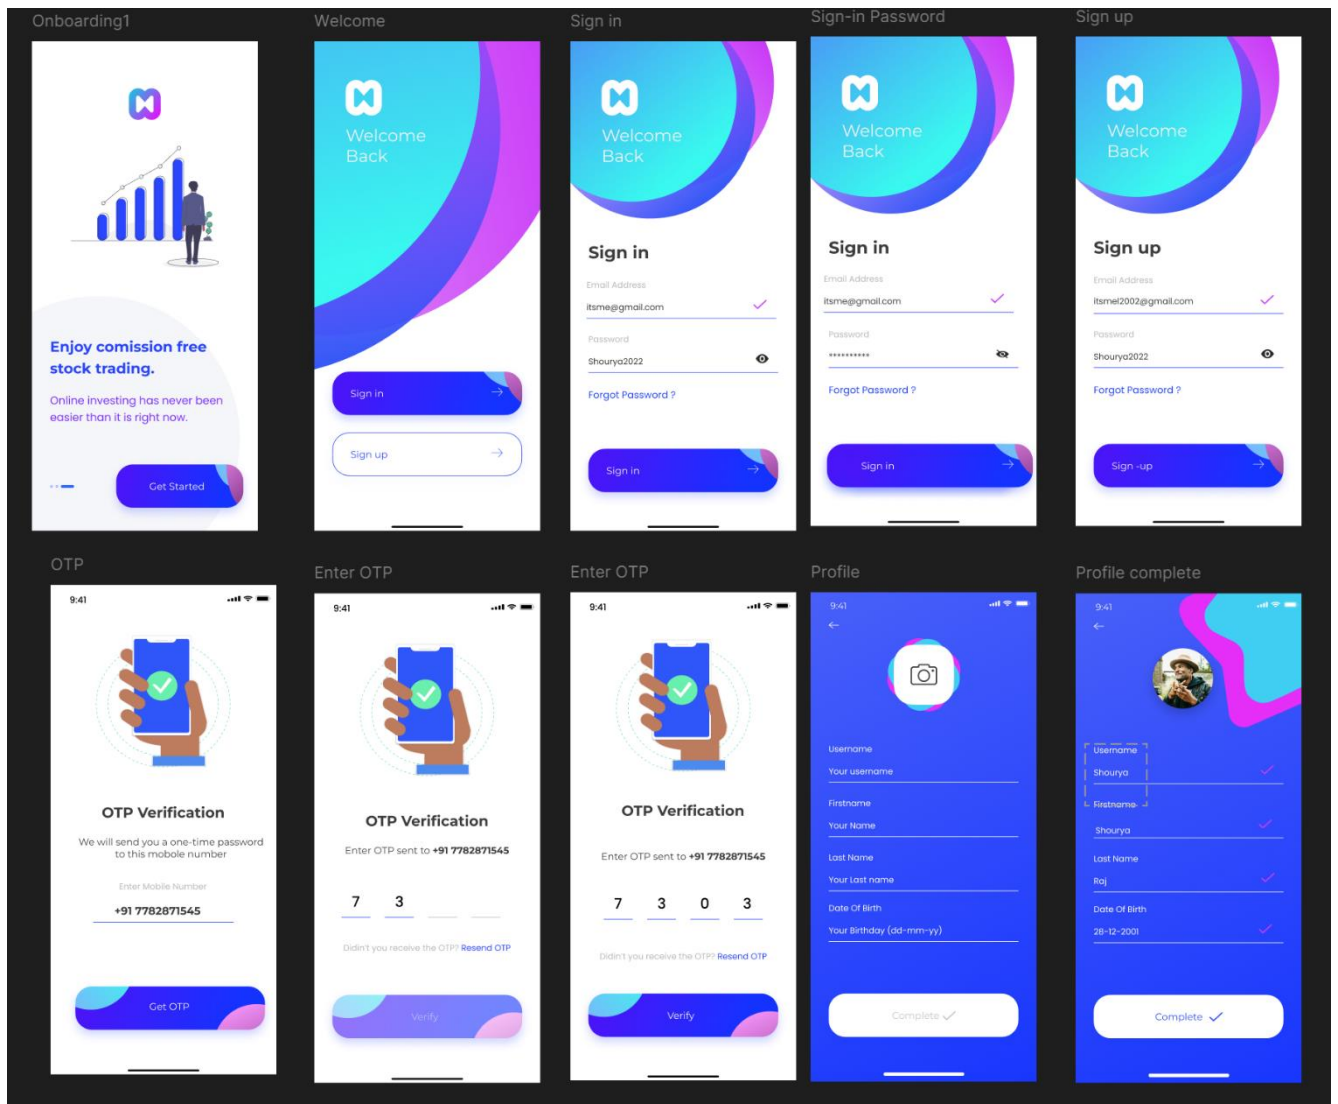 Onboarding1
Enjoy comission free
stock trading.
Online investing has never been
easier than it is right now.
Get Started
Welcome
Welcome
Back
Sign in
Sign up
Sign in
Welcome
Back
Sign in
Email Address
itsme@gmail.com
Password
Shourya2022
Forgot Password ?
Sign in
Sign-in Password
Welcome
Back
Sign in
Email Address
itsme@gmail.com
Password
**********
Forgot Password ?
Sign in
Sign up
Welcome
Back
Sign up
Email Address
itsmel2002@gmail.com
Password
Shourya2022
Forgot Password ?
Sign -up
OTP
9:41
OTP Verification
We will send you a one-time password
to this mobole number
Enter Mobile Number
+91 7782871545
Get OTP
Enter OTP
9:41
OTP Verification
Enter OTP sent to +91 7782871545
7 3
Didin't you receive the OTP? Resend OTP
Verify
Enter OTP
9:41
OTP Verification
Enter OTP sent to +91 7782871545
7 3 0 3
Didin't you receive the OTP? Resend OTP
Verify
Profile
9:41
Username
Your username
Firstname
Your Name
Last Name
Your Last name
Date Of Birth
Your Birthday (dd-mm-yy)
Complete
Profile complete
9:41
Username
Shourya
Firstname
Shourya
Last Name
Raj
Date Of Birth
28-12-2001
Complete